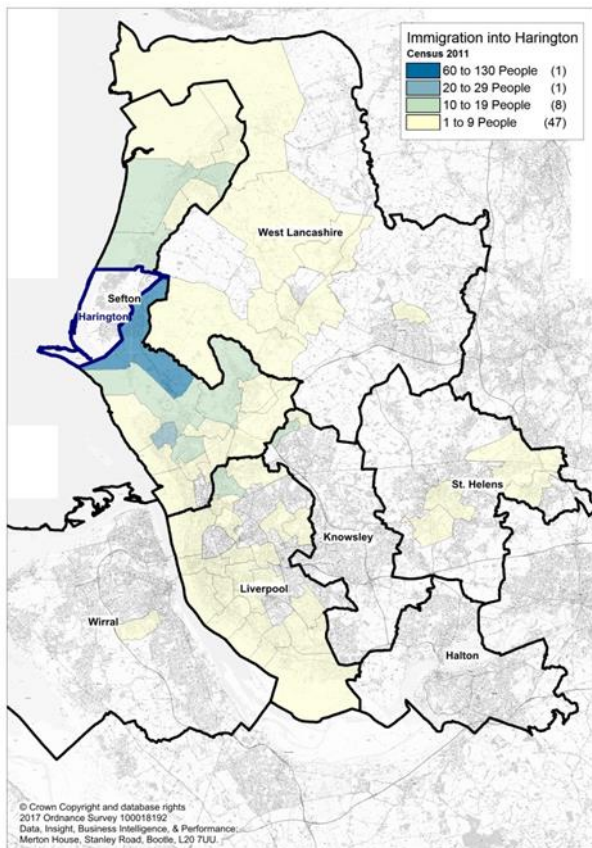 Immigration into Harington
Census 2011
60 to 130 People (1)
20 to 29 People (1)
10 to 19 People (8)
1 to 9 People (47)
West Lancashire
Sefton
Harington
St. Helens
Knowsley
Liverpool
Wirral
Halton
© Crown Copyright and database rights
2017 Ordnance Survey 100018192
Data, Insight, Business Intelligence, & Performance:
Merton House, Stanley Road, Bootle, L20 7UU.